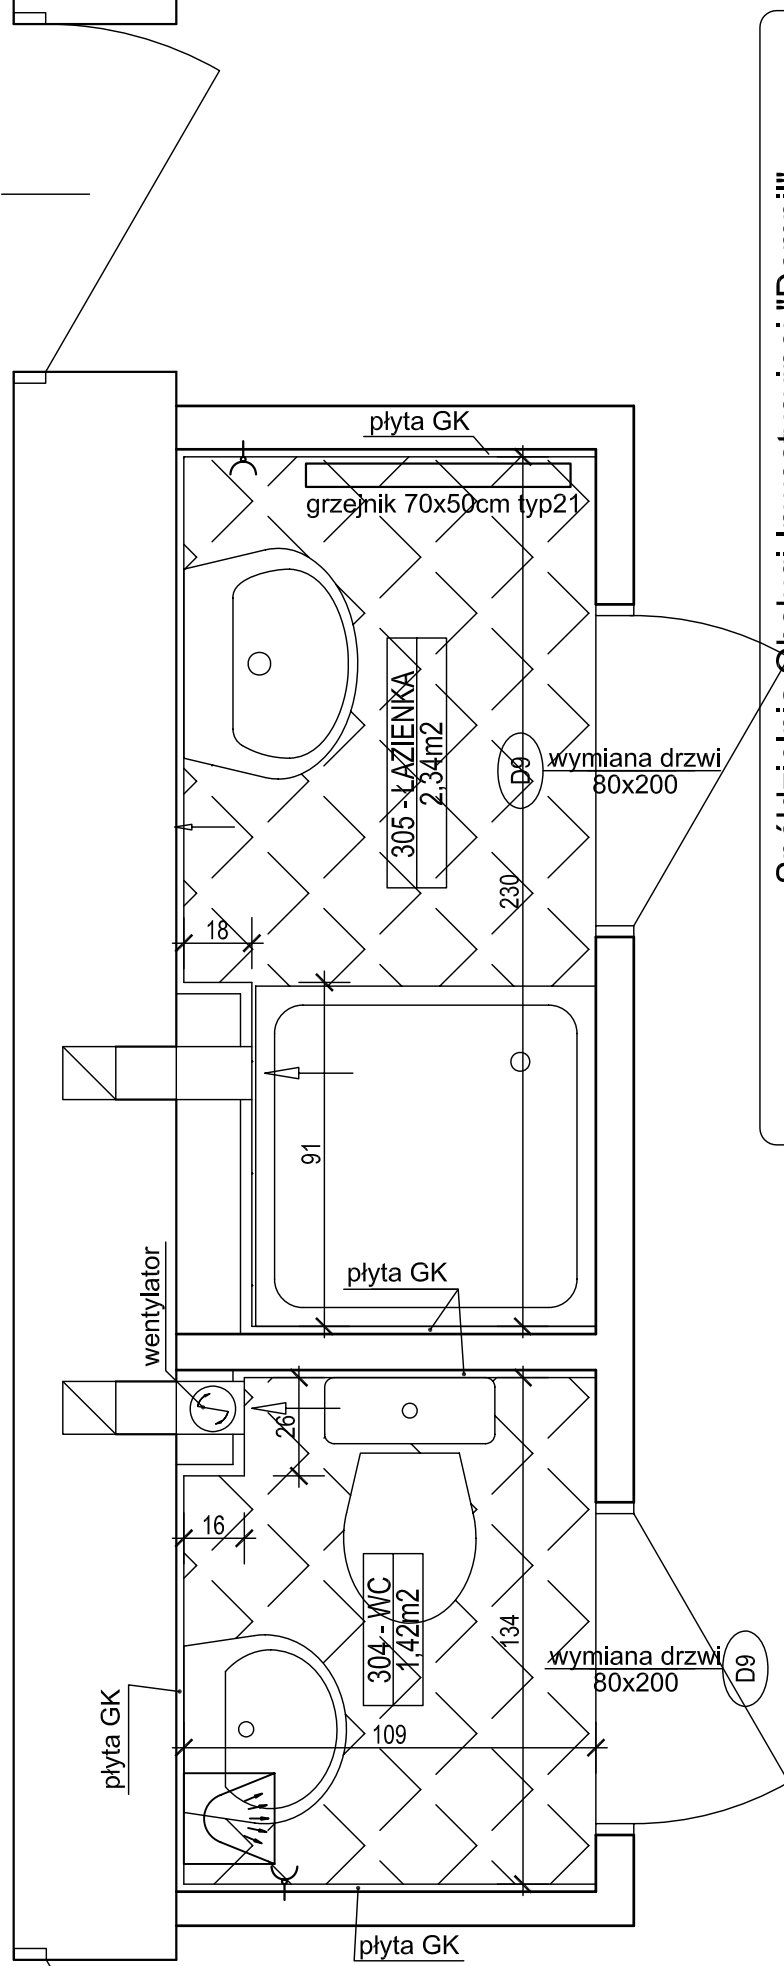 płyta GK
grzejnik 70x50cm typ21
305 - ŁAZIENKA
2,34m2
D9
wymiana drzwi
80x200
230
18
91
płyta GK
wentylator
26
16
304 - WC
1,42m2
134
wymiana drzwi
80x200
D9
109
płyta GK
płyta GK